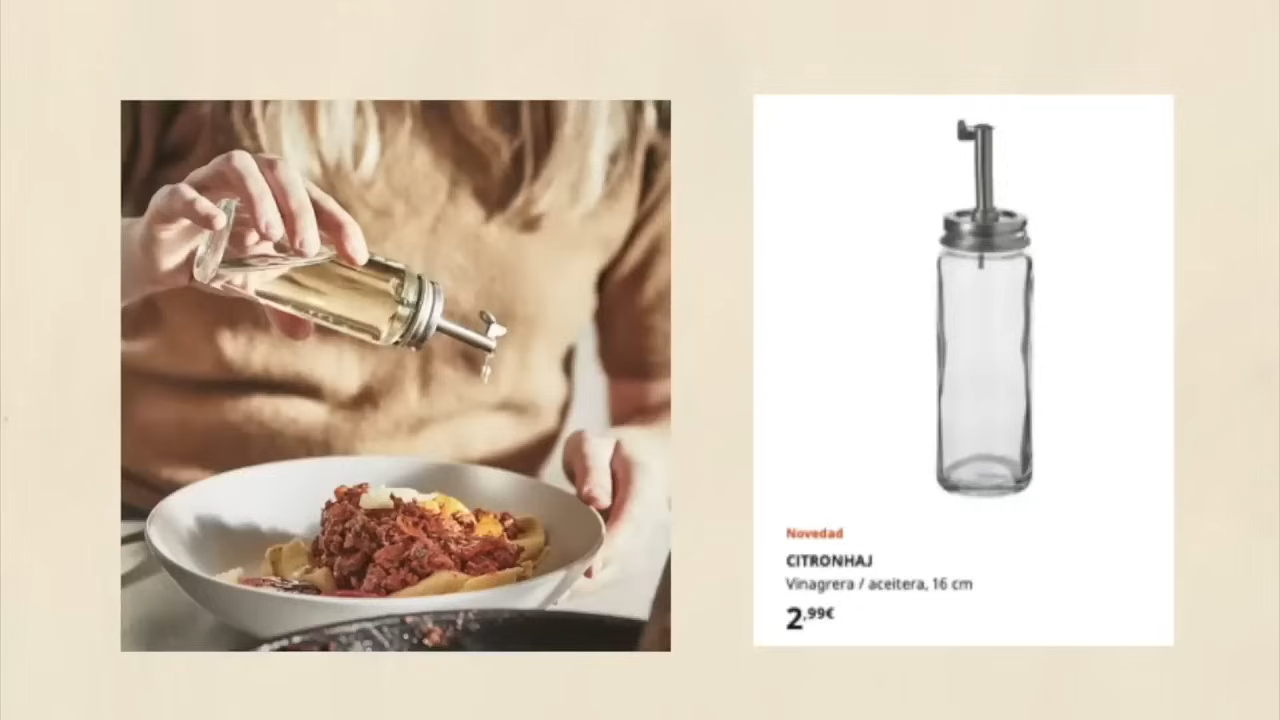 Novedad
CITRONHAJ
Vinagrera / aceitera, 16 cm
2,99€